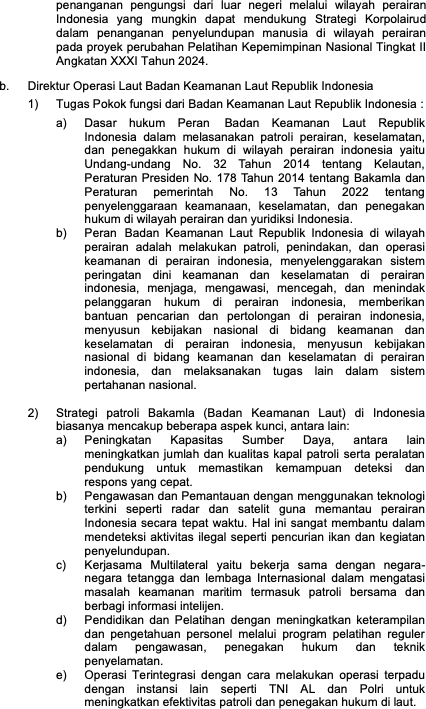 penanganan pengungsi dari luar negeri melalui wilayah perairan
Indonesia yang mungkin dapat mendukung Strategi Korpolairud
dalam penanganan penyelundupan manusia di wilayah perairan
pada proyek perubahan Pelatihan Kepemimpinan Nasional Tingkat II
Angkatan XXXI Tahun 2024.
b. Direktur Operasi Laut Badan Keamanan Laut Republik Indonesia
1) Tugas Pokok fungsi dari Badan Keamanan Laut Republik Indonesia :
a) Dasar hukum Peran Badan Keamanan Laut Republik
Indonesia dalam melasanakan patroli perairan, keselamatan,
dan penegakkan hukum di wilayah perairan indonesia yaitu
Undang-undang No. 32 Tahun 2014 tentang Kelautan,
Peraturan Presiden No. 178 Tahun 2014 tentang Bakamla dan
Peraturan pemerintah No. 13 Tahun 2022 tentang
penyelenggaraan keamanaan, keselamatan, dan penegakan
hukum di wilayah perairan dan yuridiksi Indonesia.
b) Peran Badan Keamanan Laut Republik Indonesia di wilayah
perairan adalah melakukan patroli, penindakan, dan operasi
keamanan di perairan indonesia, menyelenggarakan sistem
peringatan dini keamanan dan keselamatan di perairan
indonesia, menjaga, mengawasi, mencegah, dan menindak
pelanggaran hukum di perairan indonesia, memberikan
bantuan pencarian dan pertolongan di perairan indonesia,
menyusun kebijakan nasional di bidang keamanan dan
keselamatan di perairan indonesia, menyusun kebijakan
nasional di bidang keamanan dan keselamatan di perairan
indonesia, dan melaksanakan tugas lain dalam sistem
pertahanan nasional.
2) Strategi patroli Bakamla (Badan Keamanan Laut) di Indonesia
biasanya mencakup beberapa aspek kunci, antara lain:
a) Peningkatan Kapasitas Sumber Daya, antara lain
meningkatkan jumlah dan kualitas kapal patroli serta peralatan
pendukung untuk memastikan kemampuan deteksi dan
respons yang cepat.
b) Pengawasan dan Pemantauan dengan menggunakan teknologi
terkini seperti radar dan satelit guna memantau perairan
Indonesia secara tepat waktu. Hal ini sangat membantu dalam
mendeteksi aktivitas ilegal seperti pencurian ikan dan kegiatan
penyelundupan.
c) Kerjasama Multilateral yaitu bekerja sama dengan negara-
negara tetangga dan lembaga Internasional dalam mengatasi
masalah keamanan maritim termasuk patroli bersama dan
berbagi informasi intelijen.
d) Pendidikan dan Pelatihan dengan meningkatkan keterampilan
dan pengetahuan personel melalui program pelatihan reguler
dalam pengawasan, penegakan hukum dan teknik
penyelamatan.
e) Operasi Terintegrasi dengan cara melakukan operasi terpadu
dengan instansi lain seperti TNI AL dan Polri untuk
meningkatkan efektivitas patroli dan penegakan hukum di laut.